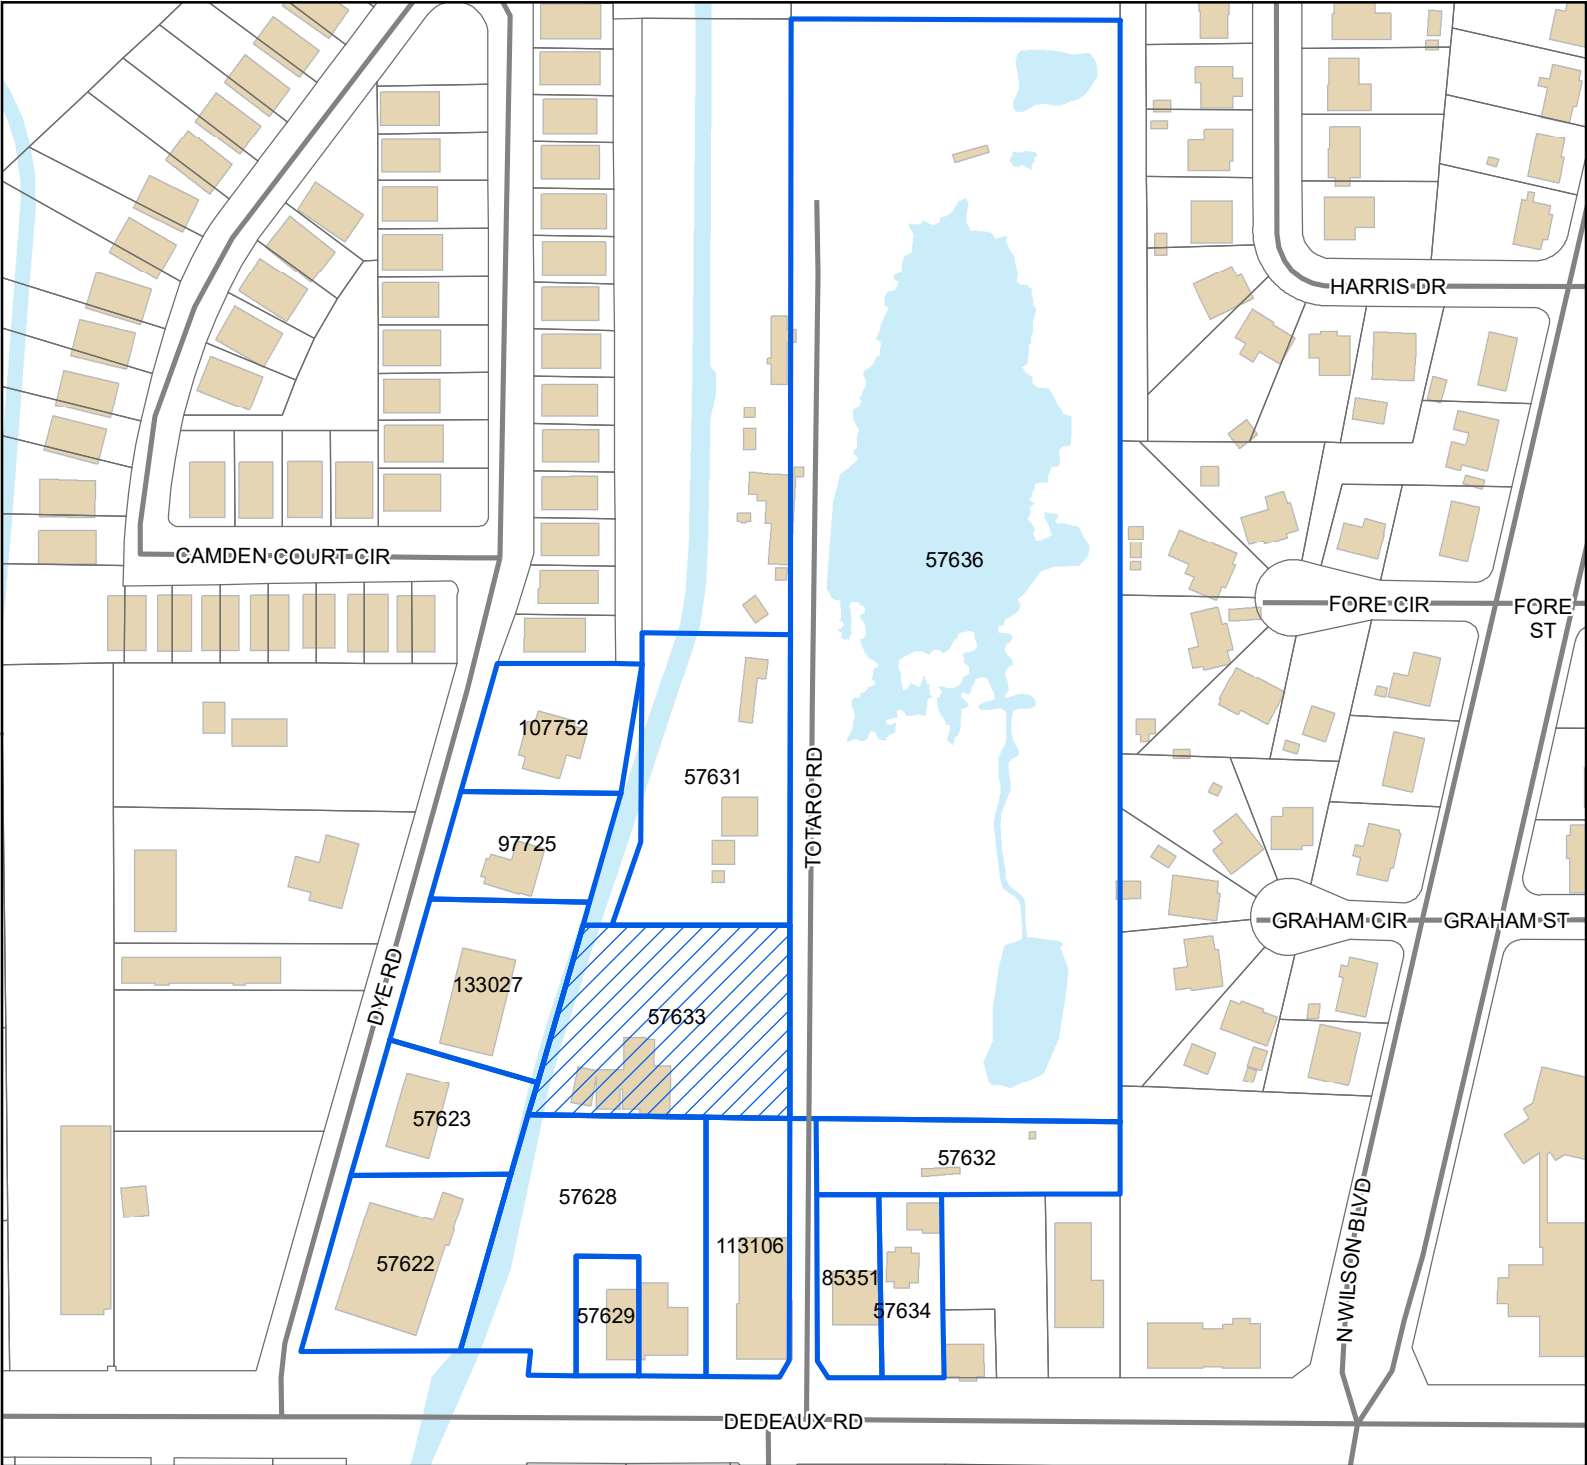 HARRIS DR
CAMDEN COURT CIR
57636
FORE CIR
FORE
ST
107752
57631
TOTARO RD
97725
GRAHAM CIR
GRAHAM ST
DYE RD
133027
57633
57623
57632
57628
N WILSON BLVD
113106
57622
85351
57634
57629
DEDEAUX RD